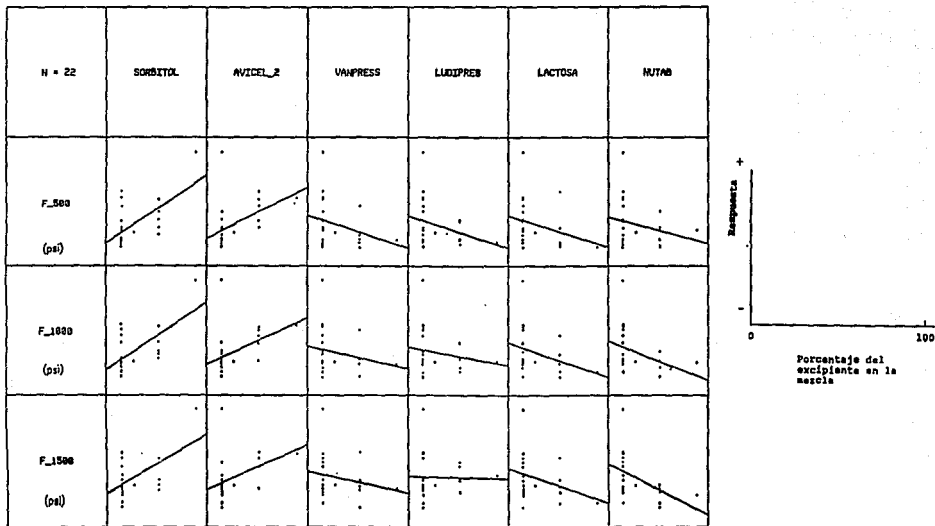 N = 22 SORBITOL AVICEL_2 VANPRESS LUDIPRES LACTOSA NUTAB
F_500
(psi)
F_1000
(psi)
F_1500
(psi)
+
Respuesta
-
0 100
Porcentaje del
excipiente en la
mezcla